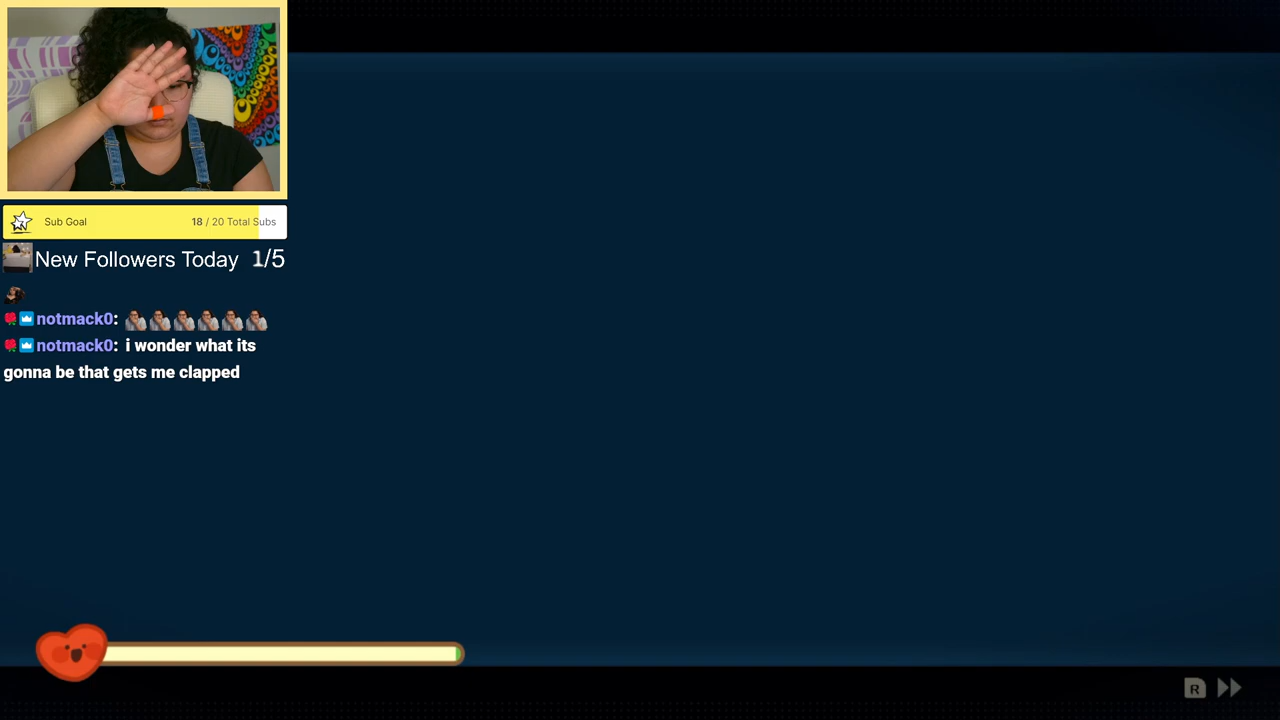 Sub Goal 18 / 20 Total Subs
New Followers Today 1/5
notmack0:
notmack0: i wonder what its
gonna be that gets me clapped
R